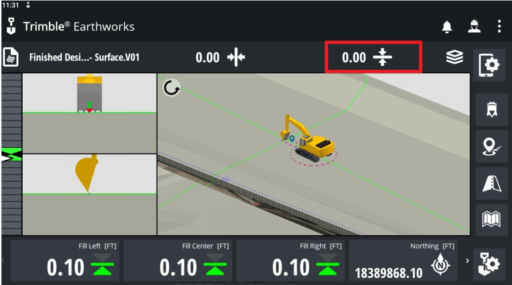 11:31
Trimble® Earthworks
Finished Desi...- Surface.V01
0.00
0.00
Fill Left [FT]
0.10
Fill Center [FT]
0.10
Fill Right [FT]
0.10
Northing [FT]
18389868.10